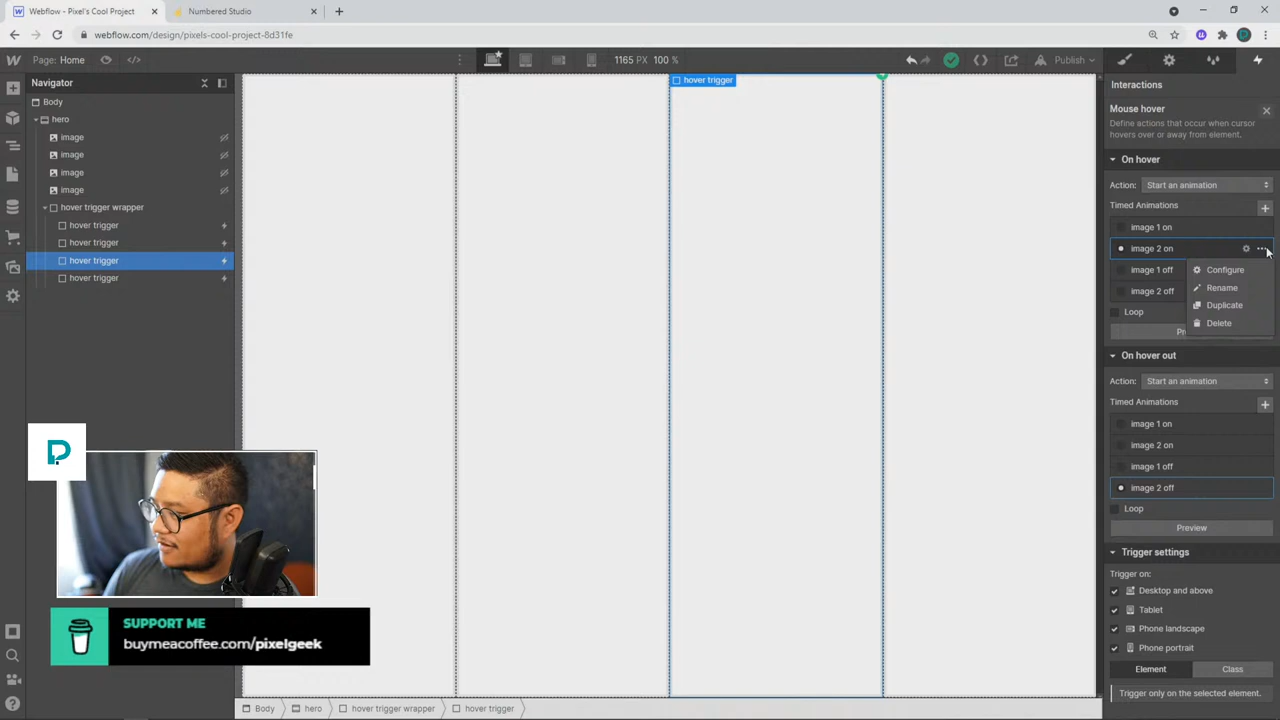 Webflow - Pixel's Cool Project
Numbered Studio
webflow.com/design/pixels-cool-project-8d31fe
Page: Home
1165 PX 100 %
Publish
Navigator
Body
hero
image
image
image
image
hover trigger wrapper
hover trigger
hover trigger
hover trigger
hover trigger
hover trigger
Interactions
Mouse hover
Define actions that occur when cursor
hovers over or away from element.
On hover
Action: Start an animation
Timed Animations
image 1 on
image 2 on
image 1 off
image 2 off
Configure
Rename
Duplicate
Delete
Loop
Pr
On hover out
Action: Start an animation
Timed Animations
image 1 on
image 2 on
image 1 off
image 2 off
Loop
Preview
Trigger settings
Trigger on:
Desktop and above
Tablet
Phone landscape
Phone portrait
Element Class
Trigger only on the selected element.
SUPPORT ME
buymeacoffee.com/pixelgeek
Body hero hover trigger wrapper hover trigger